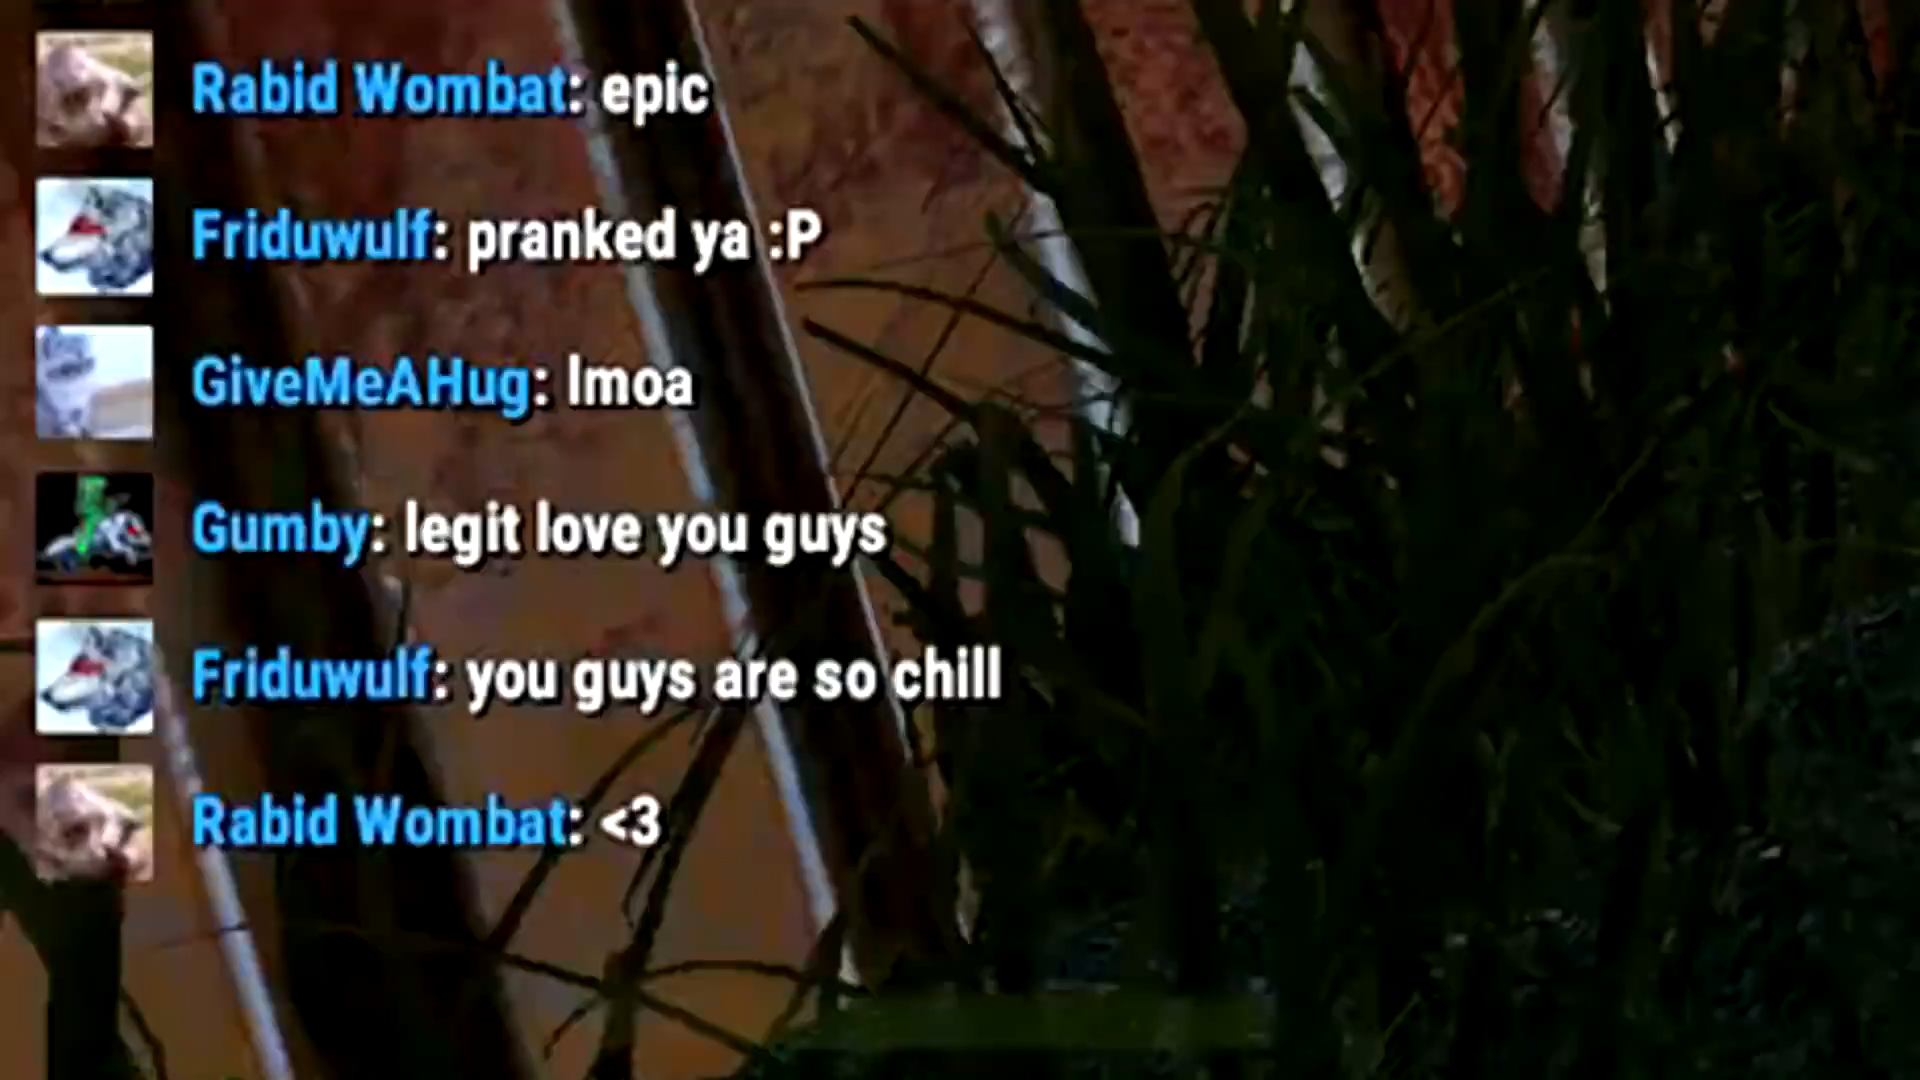 Rabid Wombat: epic
Friduwulf: pranked ya :P
GiveMeAHug: lmoa
Gumby: legit love you guys
Friduwulf: you guys are so chill
Rabid Wombat: <3